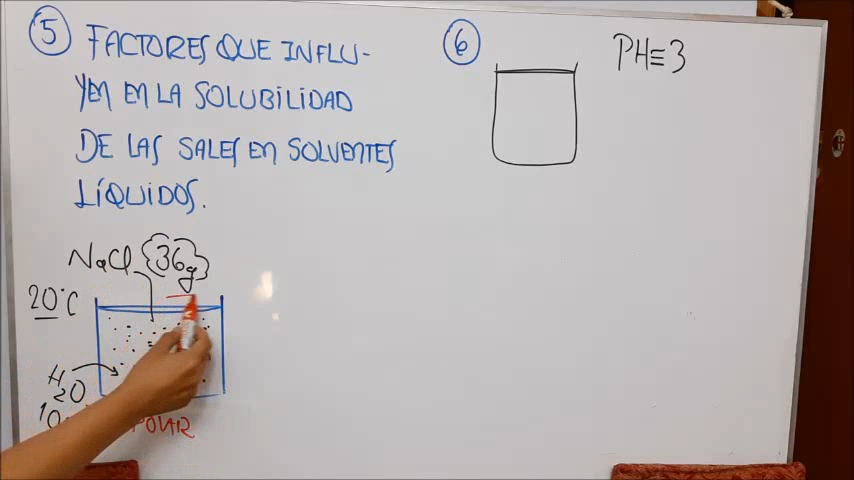 5 FACTORES QUE INFLU-
YEN EN LA SOLUBILIDAD
DE LAS SALES EN SOLVENTES
LÍQUIDOS.
NaCl 36g
20°C
H2O
6
PH≡3